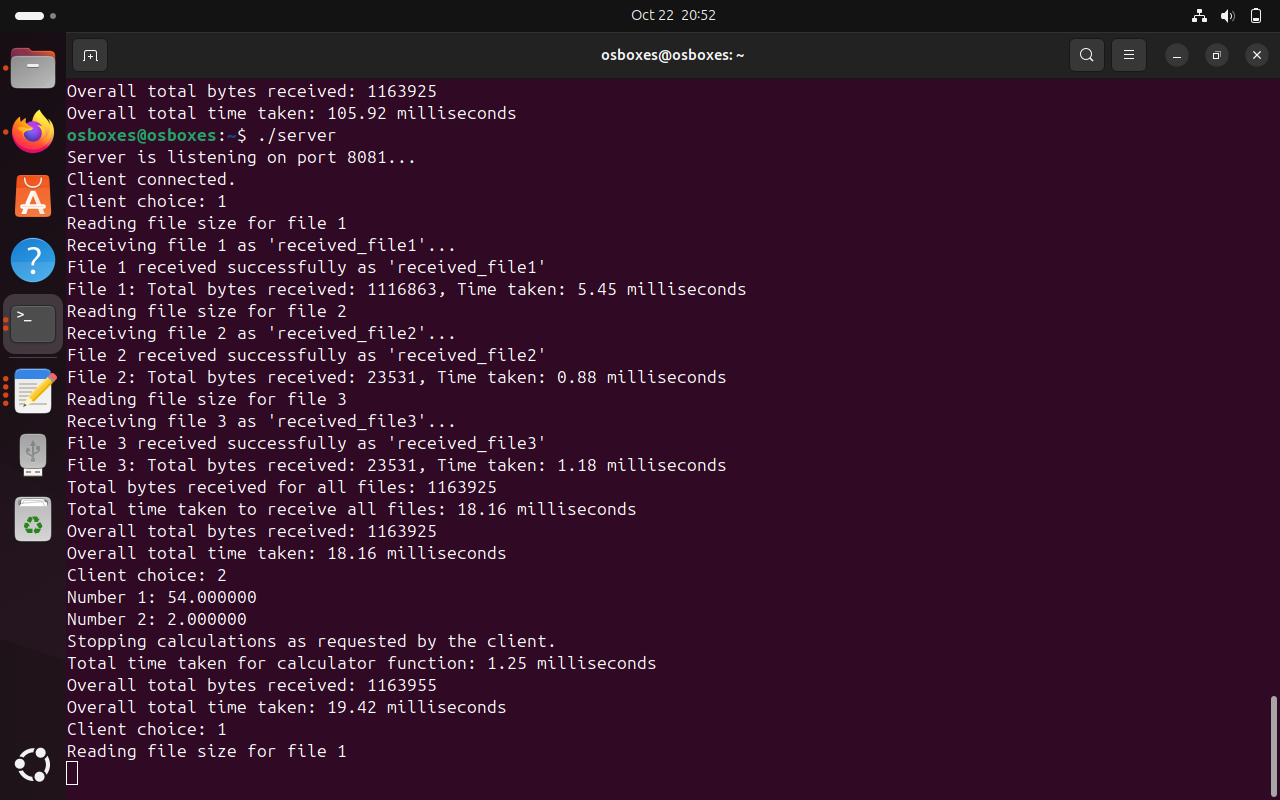 Oct 22 20:52
osboxes@osboxes: ~
Overall total bytes received: 1163925
Overall total time taken: 105.92 milliseconds
osboxes@osboxes:~$ ./server
Server is listening on port 8081...
Client connected.
Client choice: 1
Reading file size for file 1
Receiving file 1 as 'received_file1'...
File 1 received successfully as 'received_file1'
File 1: Total bytes received: 1116863, Time taken: 5.45 milliseconds
Reading file size for file 2
Receiving file 2 as 'received_file2'...
File 2 received successfully as 'received_file2'
File 2: Total bytes received: 23531, Time taken: 0.88 milliseconds
Reading file size for file 3
Receiving file 3 as 'received_file3'...
File 3 received successfully as 'received_file3'
File 3: Total bytes received: 23531, Time taken: 1.18 milliseconds
Total bytes received for all files: 1163925
Total time taken to receive all files: 18.16 milliseconds
Overall total bytes received: 1163925
Overall total time taken: 18.16 milliseconds
Client choice: 2
Number 1: 54.000000
Number 2: 2.000000
Stopping calculations as requested by the client.
Total time taken for calculator function: 1.25 milliseconds
Overall total bytes received: 1163955
Overall total time taken: 19.42 milliseconds
Client choice: 1
Reading file size for file 1